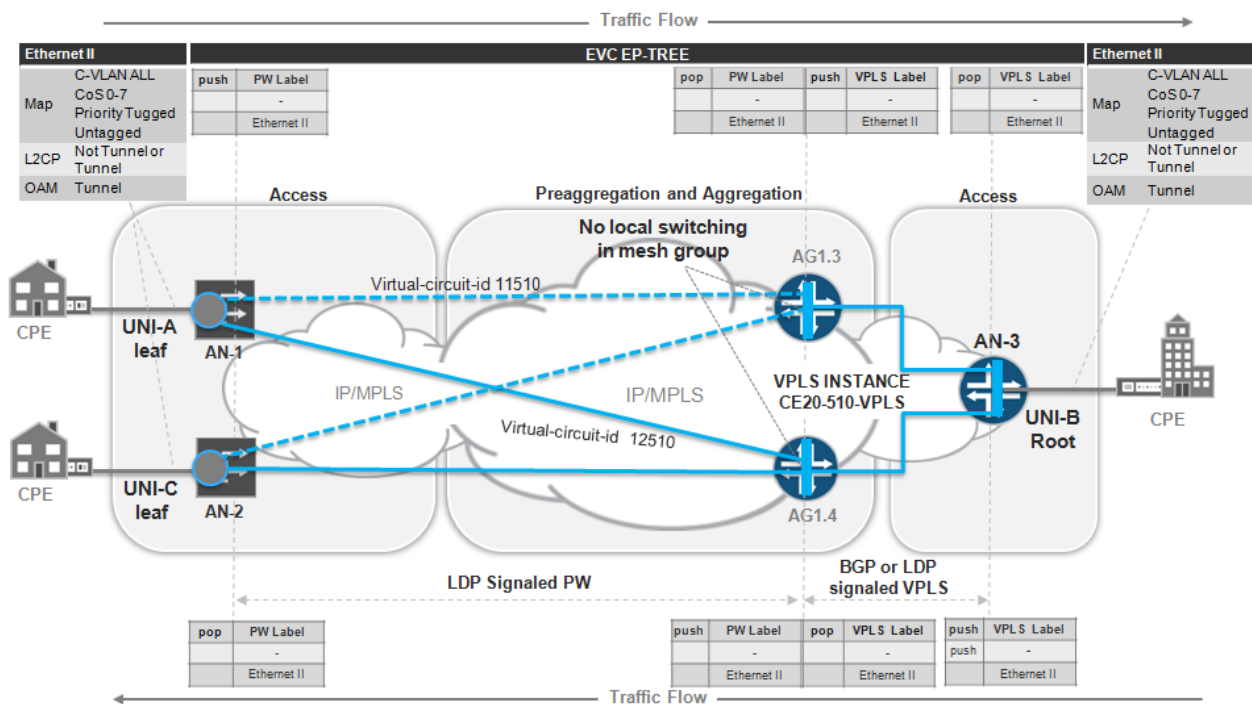 Traffic Flow
Ethernet II
EVC EP-TREE
Ethernet II
Map
C-VLAN ALL
CoS 0-7
Priority Tugged
Untagged
L2CP
Not Tunnel or
Tunnel
OAM
Tunnel
push PW Label
-
Ethernet II
pop PW Label push VPLS Label
- -
Ethernet II Ethernet II
pop VPLS Label
-
Ethernet II
Map
C-VLAN ALL
CoS 0-7
Priority Tugged
Untagged
L2CP
Not Tunnel or
Tunnel
OAM
Tunnel
Access
Preaggregation and Aggregation
Access
No local switching
in mesh group
AG1.3
Virtual-circuit-id 11510
CPE
UNI-A
leaf
AN-1
IP/MPLS
IP/MPLS
VPLS INSTANCE
CE20-510-VPLS
AN-3
UNI-B
Root
CPE
Virtual-circuit-id 12510
CPE
UNI-C
leaf
AN-2
AG1.4
LDP Signaled PW
BGP or LDP
signaled VPLS
pop PW Label
-
Ethernet II
push PW Label pop VPLS Label
- -
Ethernet II Ethernet II
push VPLS Label
push -
Ethernet II
Traffic Flow